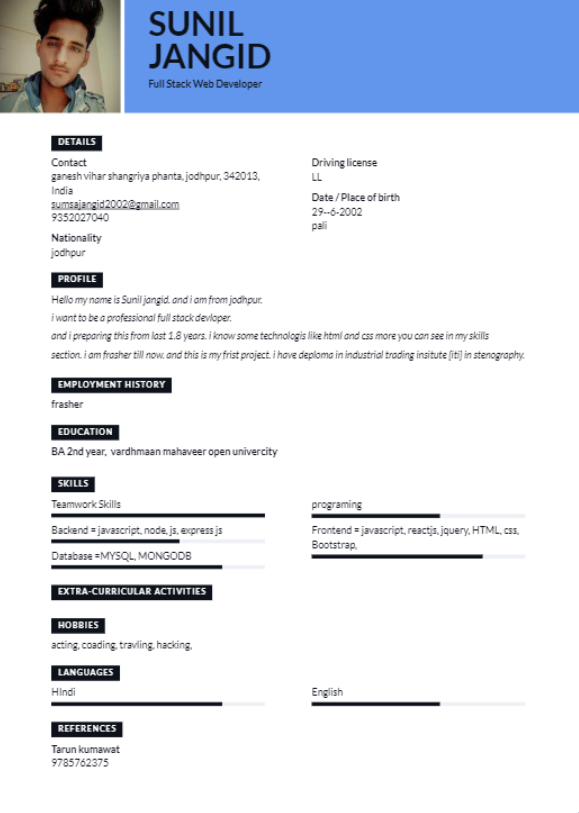 SUNIL
JANGID
Full Stack Web Developer
DETAILS
Contact
ganesh vihar shangriya phanta, jodhpur, 342013,
India
sumsajangid2002@gmail.com
9352027040
Nationality
jodhpur
Driving license
LL
Date / Place of birth
29--6-2002
pali
PROFILE
Hello my name is Sunil jangid. and i am from jodhpur.
i want to be a professional full stack devloper.
and i preparing this from last 1.8 years. i know some technologis like html and css more you can see in my skills
section. i am frasher till now. and this is my frist project. i have deploma in industrial trading insitute [iti] in stenography.
EMPLOYMENT HISTORY
frasher
EDUCATION
BA 2nd year, vardhmaan mahaveer open univercity
SKILLS
Teamwork Skills
programing
Backend = javascript, node, js, express js
Frontend = javascript, reactjs, jquery, HTML, css,
Bootstrap,
Database =MYSQL, MONGODB
EXTRA-CURRICULAR ACTIVITIES
HOBBIES
acting, coading, travling, hacking,
LANGUAGES
HIndi
English
REFERENCES
Tarun kumawat
9785762375